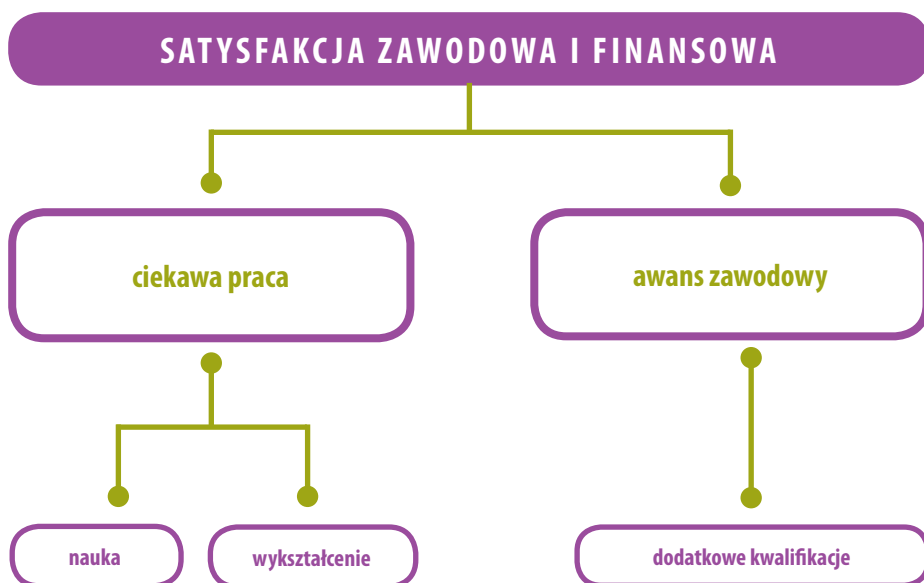 SATYSFAKCJA ZAWODOWA I FINANSOWA
ciekawa praca
awans zawodowy
nauka
wykształcenie
dodatkowe kwalifikacje